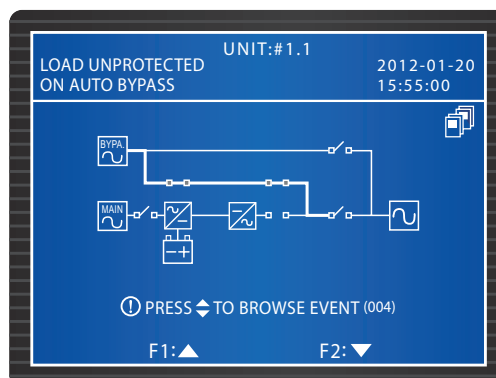 UNIT:#1.1
LOAD UNPROTECTED
ON AUTO BYPASS
2012-01-20
15:55:00
BYPA.
MAIN
PRESS TO BROWSE EVENT (004)
F1: F2: